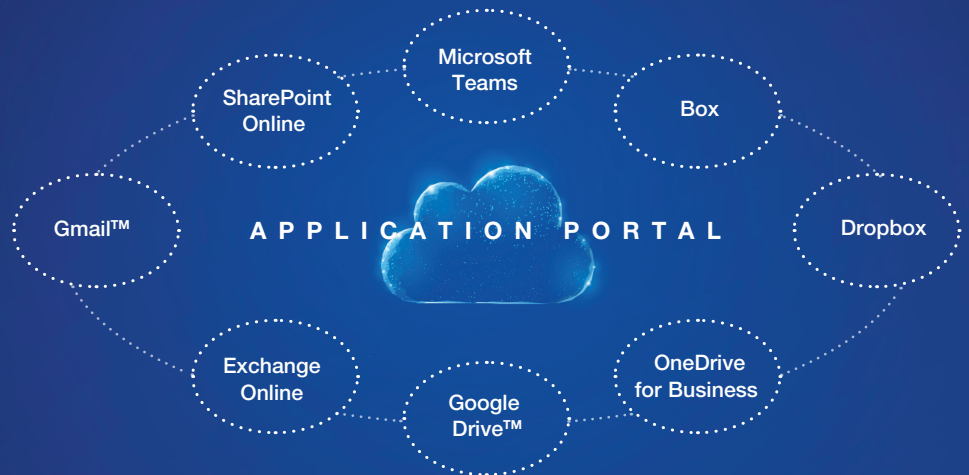 Microsoft
Teams
SharePoint
Online
Box
Gmail™
APPLICATION PORTAL
Dropbox
Exchange
Online
OneDrive
for Business
Google
Drive™